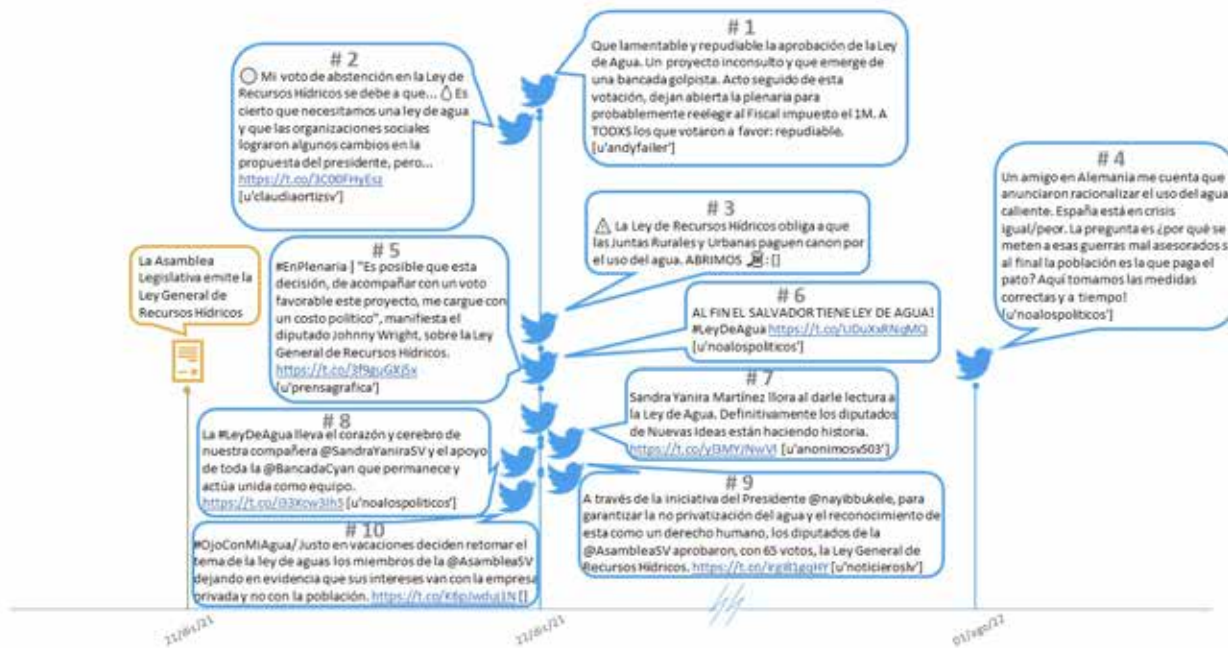 # 1
Que lamentable y repudiable la aprobación de la Ley
de Agua. Un proyecto inconsulto y que emerge de
una bancada golpista. Acto seguido de esta
votación, dejan abierta la plenaria para
probablemente reelegir al Fiscal impuesto el 1M. A
TODXS los que votaron a favor: repudiable.
[u'andyfailer']
# 2
Mi voto de abstención en la Ley de
Recursos Hídricos se debe a que... Es
cierto que necesitamos una ley de agua
y que las organizaciones sociales
lograron algunos cambios en la
propuesta del presidente, pero...
https://t.co/3C00FHyEsz
[u'claudiaortizsv']
# 3
⚠ La Ley de Recursos Hídricos obliga a que
las Juntas Rurales y Urbanas paguen canon por
el uso del agua. ABRIMOS : []
# 4
Un amigo en Alemania me cuenta que
anunciaron racionalizar el uso del agua
caliente. España está en crisis
igual/peor. La pregunta es ¿por qué se
meten a esas guerras mal asesorados s
al final la población es la que paga el
pato? Aquí tomamos las medidas
correctas y a tiempo!
[u'noalospoliticos']
La Asamblea
Legislativa emite la
Ley General de
Recursos Hídricos
# 5
#EnPlenaria | "Es posible que esta
decisión, de acompañar con un voto
favorable este proyecto, me cargue con
un costo político", manifiesta el
diputado Johnny Wright, sobre la Ley
General de Recursos Hídricos.
https://t.co/3f9guGXjSx
[u'prensagrafica']
# 6
AL FIN EL SALVADOR TIENE LEY DE AGUA!
#LeyDeAgua https://t.co/UDuXxRNqMQ
[u'noalospoliticos']
# 7
Sandra Yanira Martínez llora al darle lectura a
la Ley de Agua. Definitivamente los diputados
de Nuevas Ideas están haciendo historia.
[u'anonimosv503']
# 8
La #LeyDeAgua lleva el corazón y cerebro de
nuestra compañera @SandraYaniraSV y el apoyo
de toda la @BancadaCyan que permanece y
actúa unida como equipo.
[u'noalospoliticos']
# 9
A través de la iniciativa del Presidente @nayibbukele, para
garantizar la no privatización del agua y el reconocimiento de
esta como un derecho humano, los diputados de la
@AsambleaSV aprobaron, con 65 votos, la Ley General de
Recursos Hídricos. [u'noticieroslv']
# 10
#OjoConMiAgua/ Justo en vacaciones deciden retomar el
tema de la ley de aguas los miembros de la @AsambleaSV
dejando en evidencia que sus intereses van con la empresa
privada y no con la población. []
21/dic/21
22/dic/21
01/ago/22